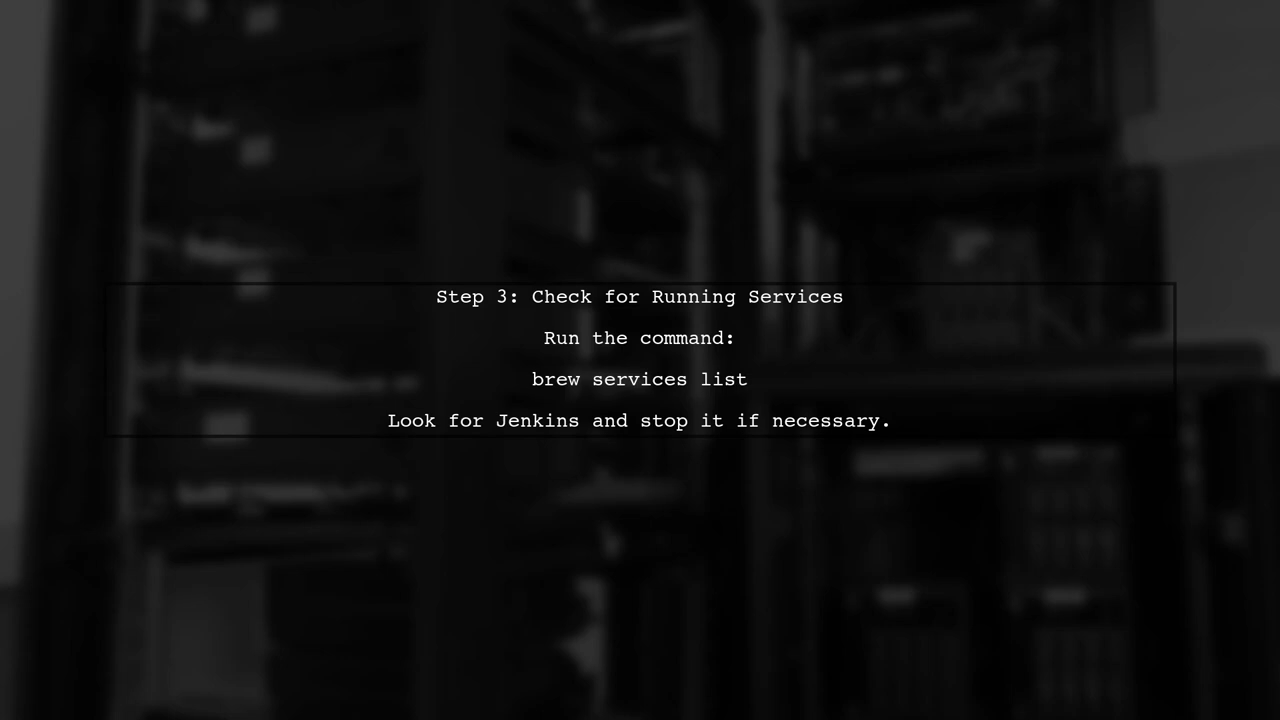 Step 3: Check for Running Services
Run the command:
brew services list
Look for Jenkins and stop it if necessary.